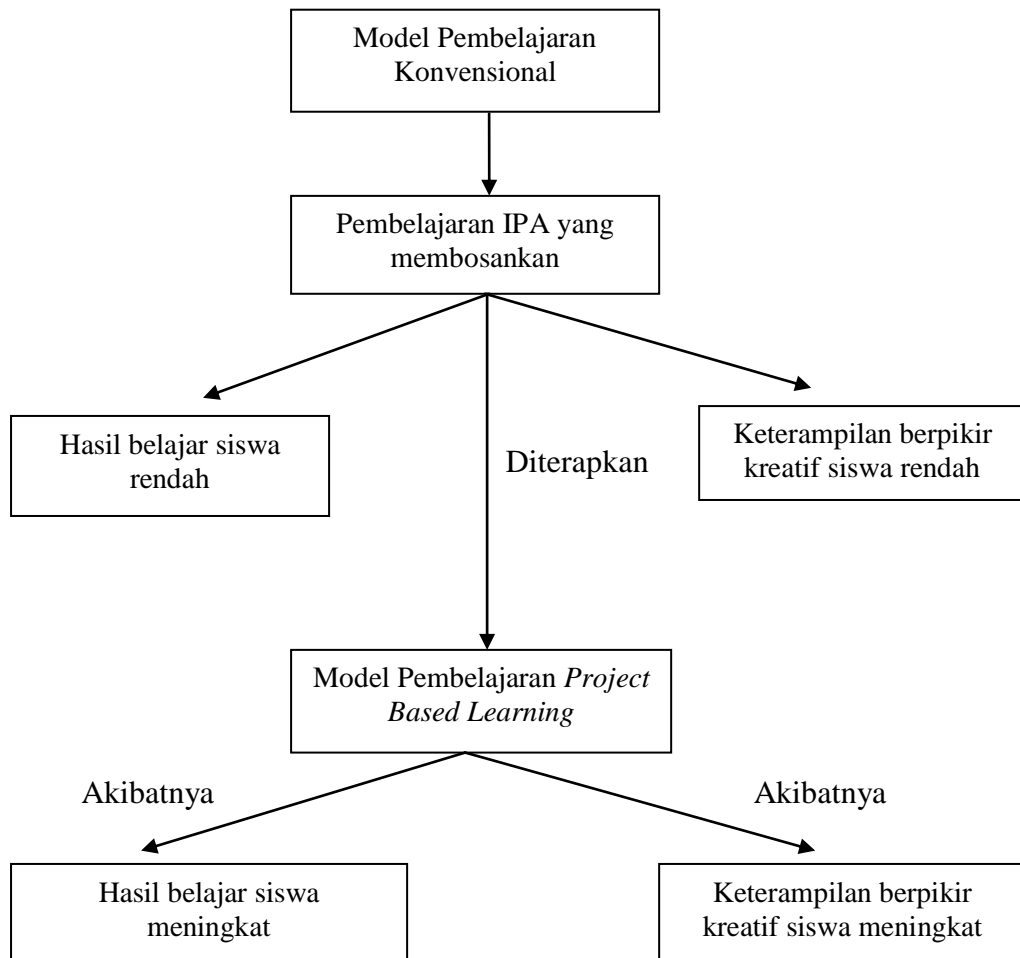 Model Pembelajaran
Konvensional
Pembelajaran IPA yang
membosankan
Hasil belajar siswa
rendah
Diterapkan
Keterampilan berpikir
kreatif siswa rendah
Model Pembelajaran Project
Based Learning
Akibatnya
Akibatnya
Hasil belajar siswa
meningkat
Keterampilan berpikir
kreatif siswa meningkat